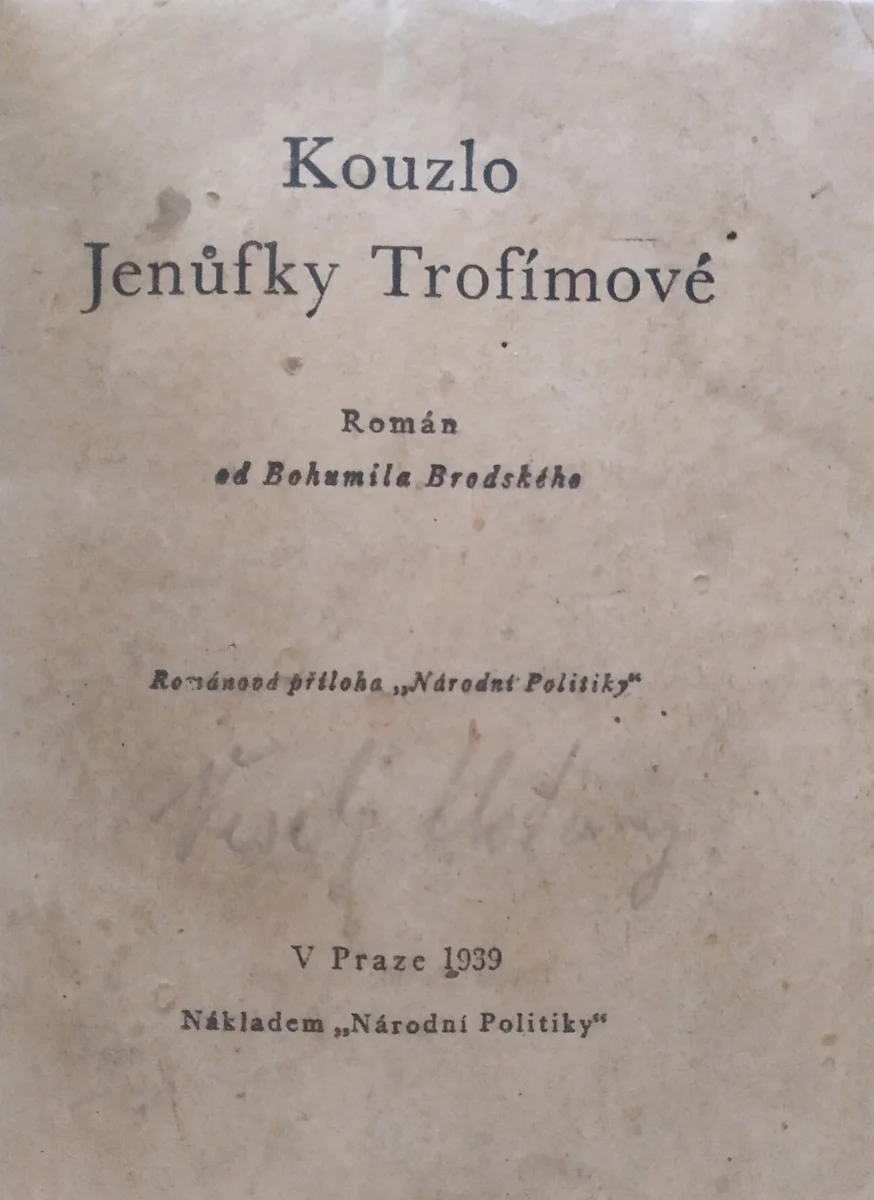 Kouzlo
Jenůfky Trofímové
Román
od Bohumila Brodského
Románová příloha „Národní Politiky“
V Praze 1939
Nákladem „Národní Politiky“